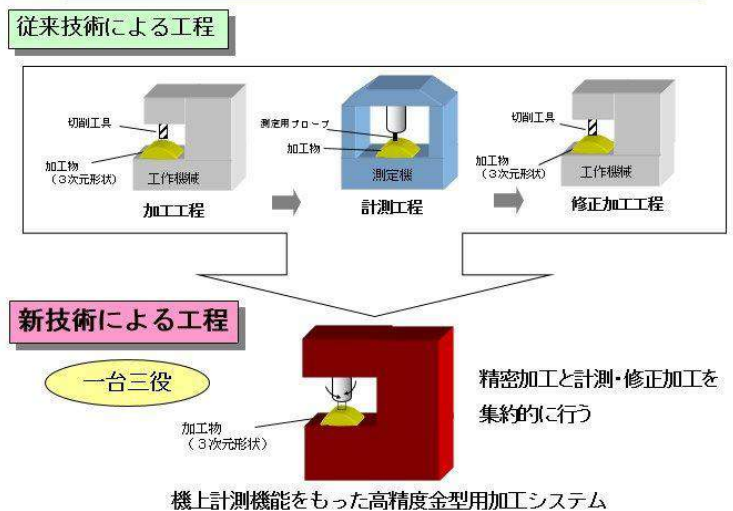 従来技術による工程
切削工具
加工物
(3次元形状)
工作機械
加工工程
測定用プローブ
加工物
測定機
計測工程
切削工具
加工物
(3次元形状)
工作機械
修正加工工程
新技術による工程
一台三役
加工物
(3次元形状)
精密加工と計測・修正加工を
集約的に行う
機上計測機能をもった高精度金型用加工システム